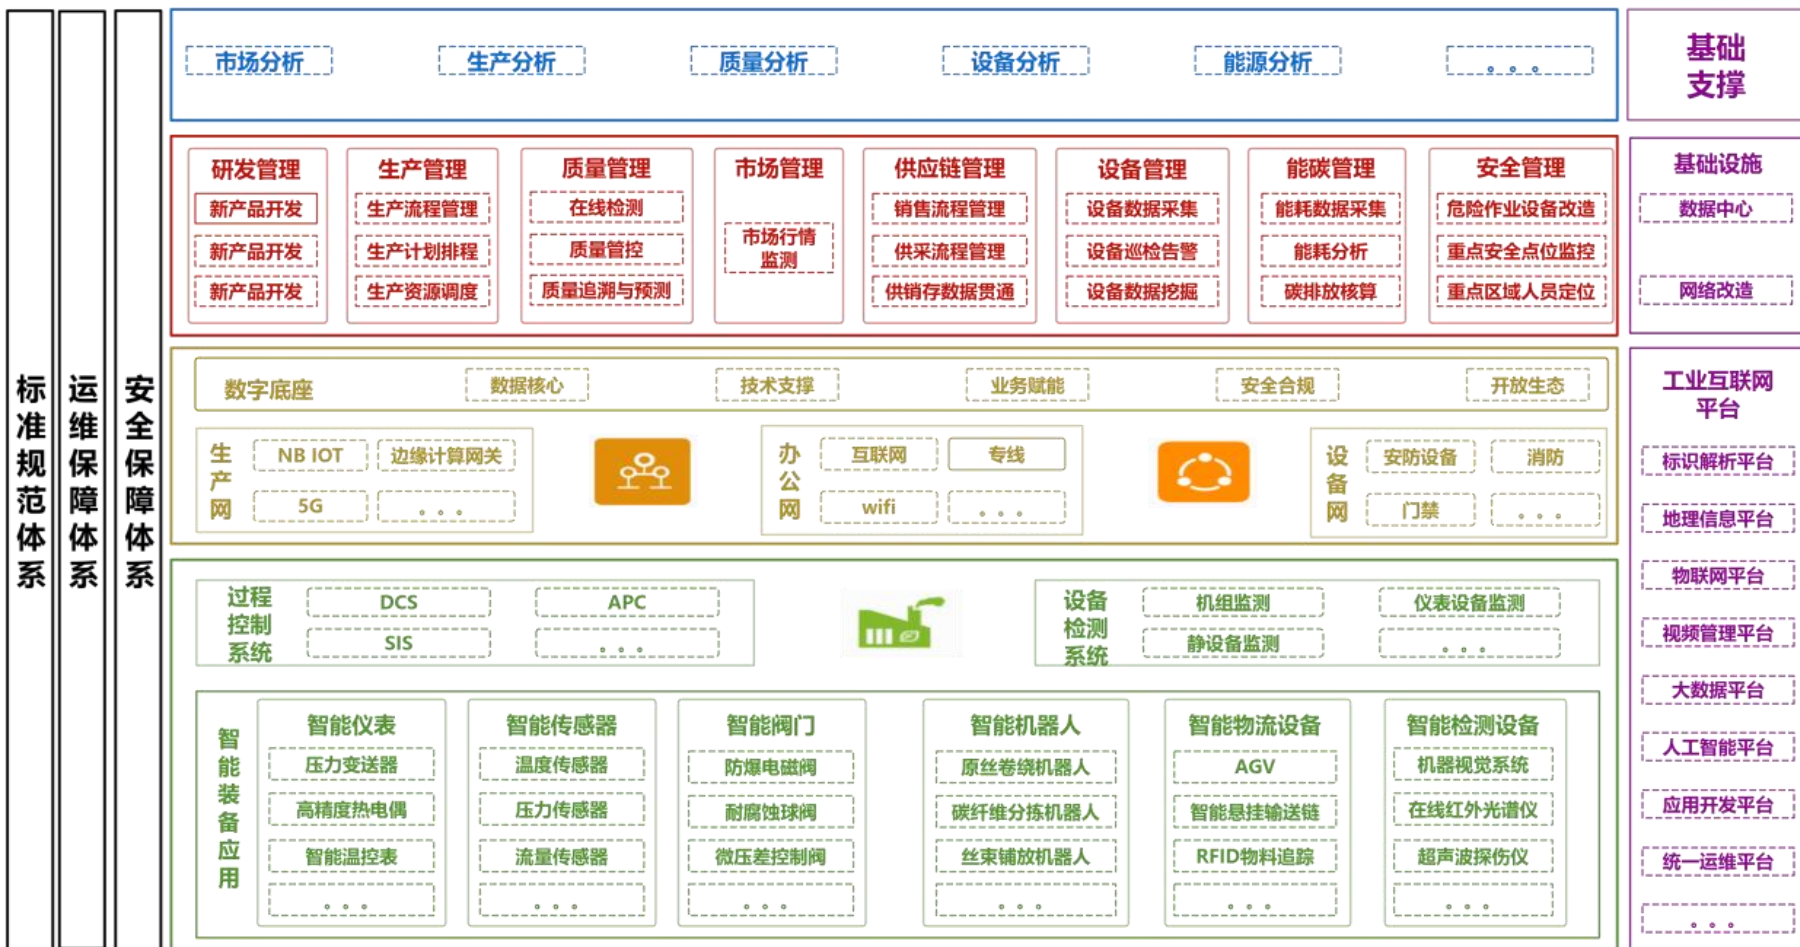 标准规范体系
运维保障体系
安全保障体系
市场分析
生产分析
质量分析
设备分析
能源分析
。。。
研发管理
新产品开发
新产品开发
新产品开发
生产管理
生产流程管理
生产计划排程
生产资源调度
质量管理
在线检测
质量管控
质量追溯与预测
市场管理
市场行情
监测
供应链管理
销售流程管理
供采流程管理
供销存数据贯通
设备管理
设备数据采集
设备巡检告警
设备数据挖掘
能碳管理
能耗数据采集
能耗分析
碳排放核算
安全管理
危险作业设备改造
重点安全点位监控
重点区域人员定位
数字底座
数据核心
技术支撑
业务赋能
安全合规
开放生态
生产网
NB IOT
边缘计算网关
5G
。。。
办公网
互联网
专线
wifi
。。。
设备网
安防设备
消防
门禁
。。。
过程
控制
系统
DCS
APC
SIS
。。。
设备
检测
系统
机组监测
仪表设备监测
静设备监测
。。。
智能装备应用
智能仪表
压力变送器
高精度热电偶
智能温控表
。。。
智能传感器
温度传感器
压力传感器
流量传感器
。。。
智能阀门
防爆电磁阀
耐腐蚀球阀
微压差控制阀
。。。
智能机器人
原丝卷绕机器人
碳纤维分拣机器人
丝束铺放机器人
。。。
智能物流设备
AGV
智能悬挂输送链
RFID物料追踪
。。。
智能检测设备
机器视觉系统
在线红外光谱仪
超声波探伤仪
。。。
基础
支撑
基础设施
数据中心
网络改造
工业互联网
平台
标识解析平台
地理信息平台
物联网平台
视频管理平台
大数据平台
人工智能平台
应用开发平台
统一运维平台
。。。